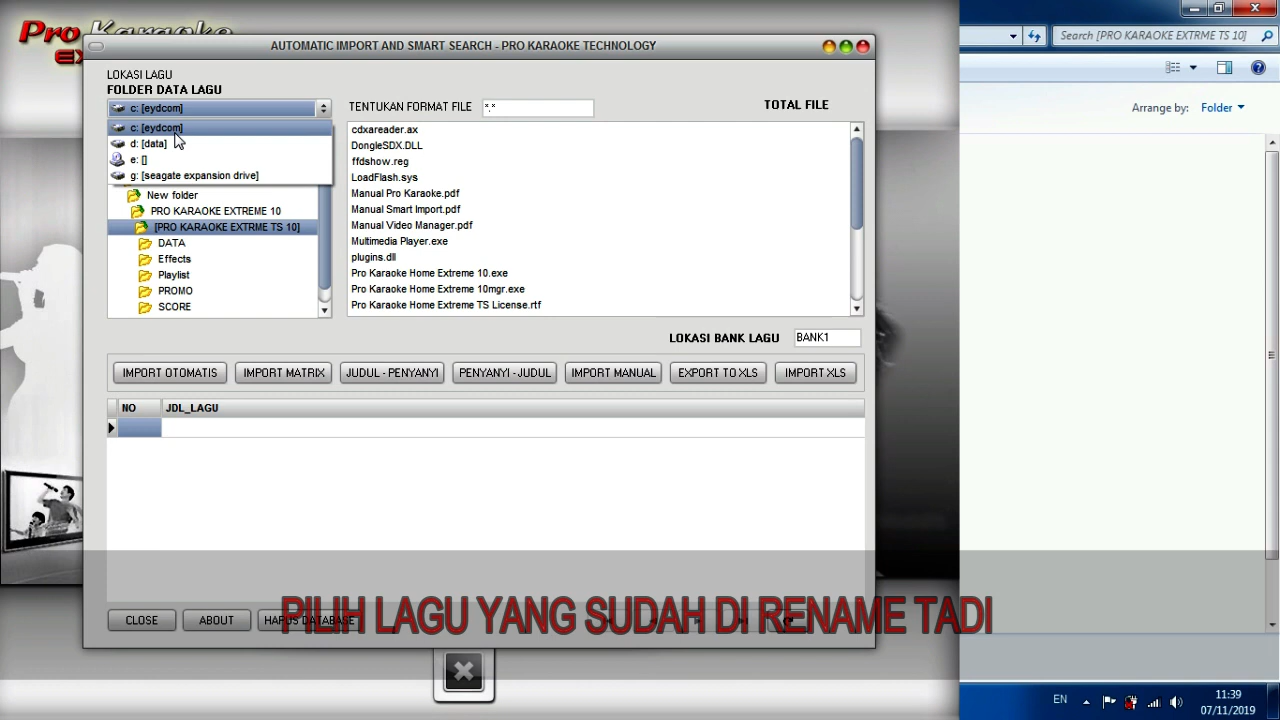 Pro Karaoke
EX
AUTOMATIC IMPORT AND SMART SEARCH - PRO KARAOKE TECHNOLOGY
Search [PRO KARAOKE EXTRME TS 10]
Arrange by: Folder
LOKASI LAGU
FOLDER DATA LAGU
c: [eydcom]
TENTUKAN FORMAT FILE
*.*
TOTAL FILE
c: [eydcom]
d: [data]
e: []
g: [seagate expansion drive]
New folder
PRO KARAOKE EXTREME 10
[PRO KARAOKE EXTRME TS 10]
DATA
Effects
Playlist
PROMO
SCORE
cdxareader.ax
DongleSDX.DLL
ffdshow.reg
LoadFlash.sys
Manual Pro Karaoke.pdf
Manual Smart Import.pdf
Manual Video Manager.pdf
Multimedia Player.exe
plugins.dll
Pro Karaoke Home Extreme 10.exe
Pro Karaoke Home Extreme 10mgr.exe
Pro Karaoke Home Extreme TS License.rtf
LOKASI BANK LAGU
BANK1
IMPORT OTOMATIS
IMPORT MATRIX
JUDUL - PENYANYI
PENYANYI - JUDUL
IMPORT MANUAL
EXPORT TO XLS
IMPORT XLS
NO
JDL_LAGU
CLOSE
ABOUT
HAPUS DATABASE
PILIH LAGU YANG SUDAH DI RENAME TADI
EN
11:39
07/11/2019